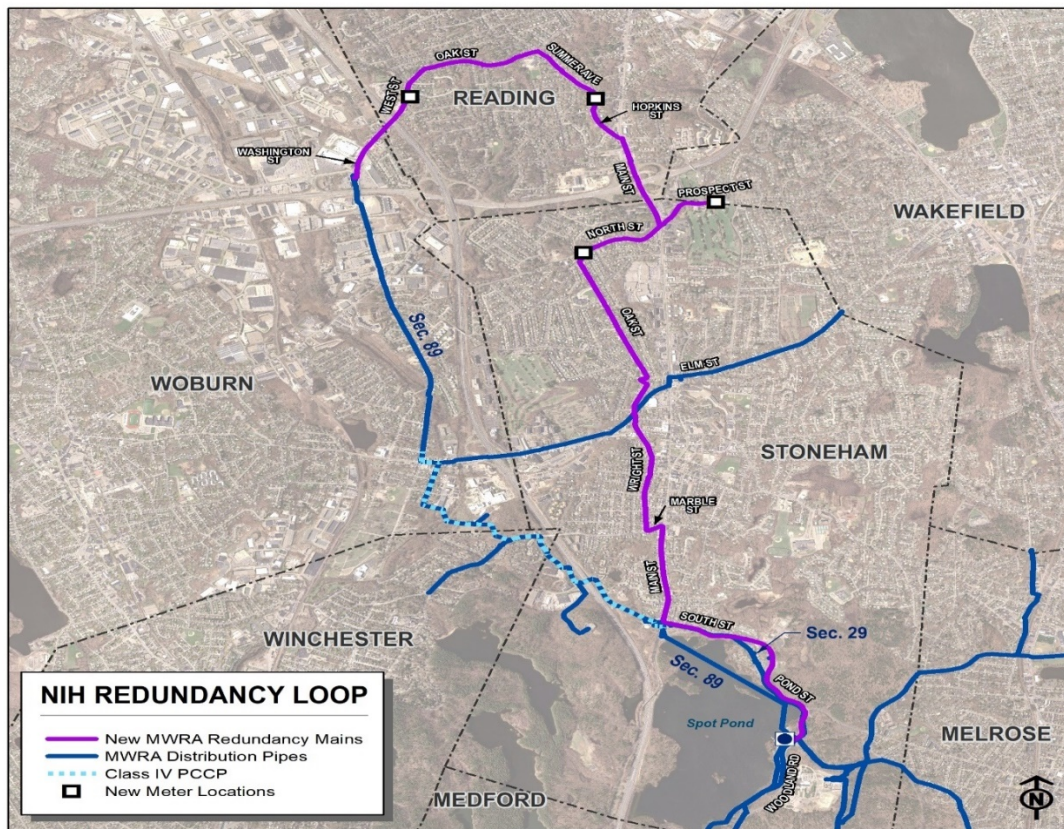 OAK ST
SUMMER AVE
WEST ST
READING
HOPKINS
ST
WASHINGTON
ST
MAIN ST
PROSPECT ST
WAKEFIELD
NORTH ST
OAK ST
Sec. 89
ELM ST
WOBURN
STONEHAM
WRIGHT ST
MARBLE
ST
MAIN ST
SOUTH ST
Sec. 29
WINCHESTER
Sec. 89
POND ST
Spot Pond
MELROSE
WOODLAND RD
MEDFORD
NIH REDUNDANCY LOOP
New MWRA Redundancy Mains
MWRA Distribution Pipes
Class IV PCCP
New Meter Locations
N